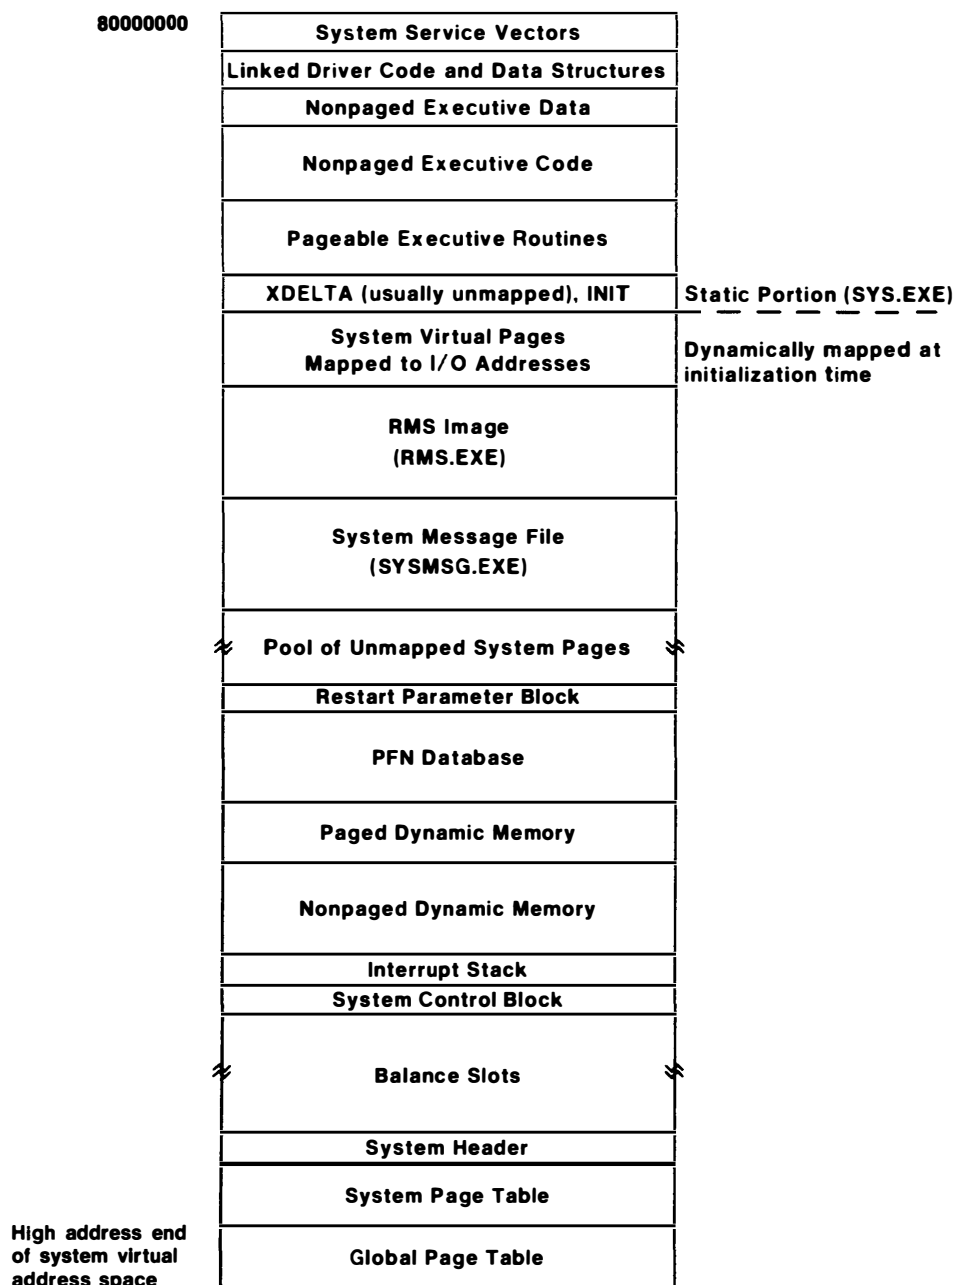 80000000
System Service Vectors
Linked Driver Code and Data Structures
Nonpaged Executive Data
Nonpaged Executive Code
Pageable Executive Routines
XDELTA (usually unmapped), INIT
Static Portion (SYS.EXE)
System Virtual Pages
Mapped to I/O Addresses
Dynamically mapped at
initialization time
RMS Image
(RMS.EXE)
System Message File
(SYSMSG.EXE)
Pool of Unmapped System Pages
Restart Parameter Block
PFN Database
Paged Dynamic Memory
Nonpaged Dynamic Memory
Interrupt Stack
System Control Block
Balance Slots
System Header
System Page Table
High address end
of system virtual
address space
Global Page Table